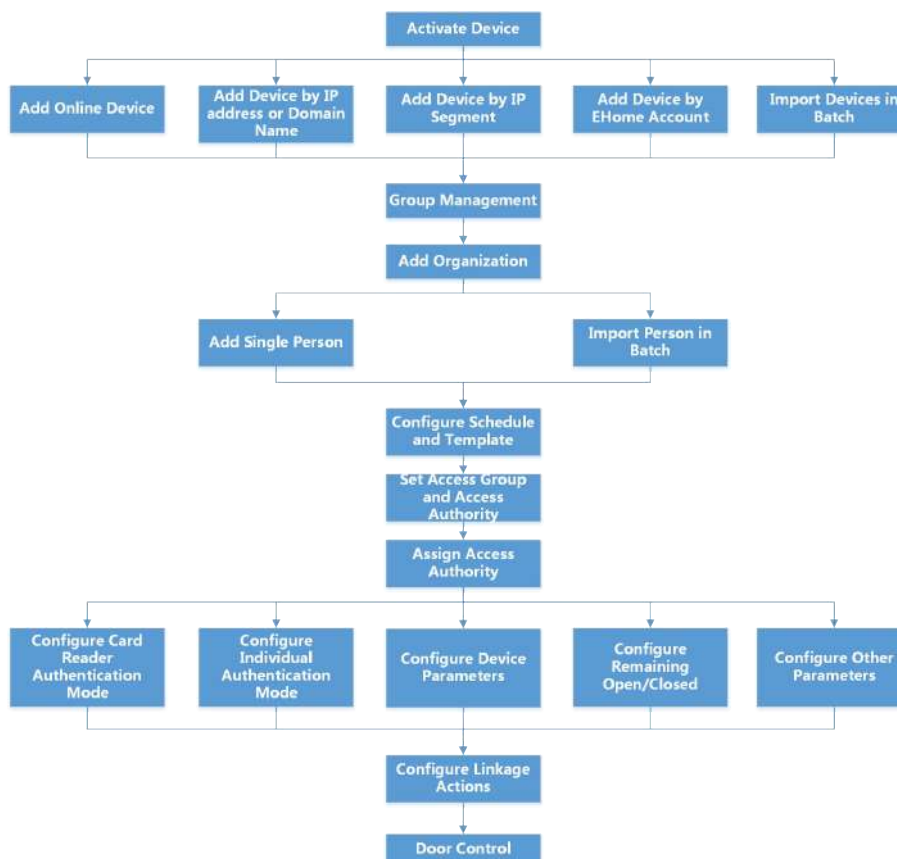 Activate Device
Add Online Device
Add Device by IP
address or Domain
Name
Add Device by IP
Segment
Add Device by
EHome Account
Import Devices in
Batch
Group Management
Add Organization
Add Single Person
Import Person in
Batch
Configure Schedule
and Template
Set Access Group
and Access
Authority
Assign Access
Authority
Configure Card
Reader
Authentication
Mode
Configure
Individual
Authentication
Mode
Configure Device
Parameters
Configure
Remaining
Open/Closed
Configure Other
Parameters
Configure Linkage
Actions
Door Control